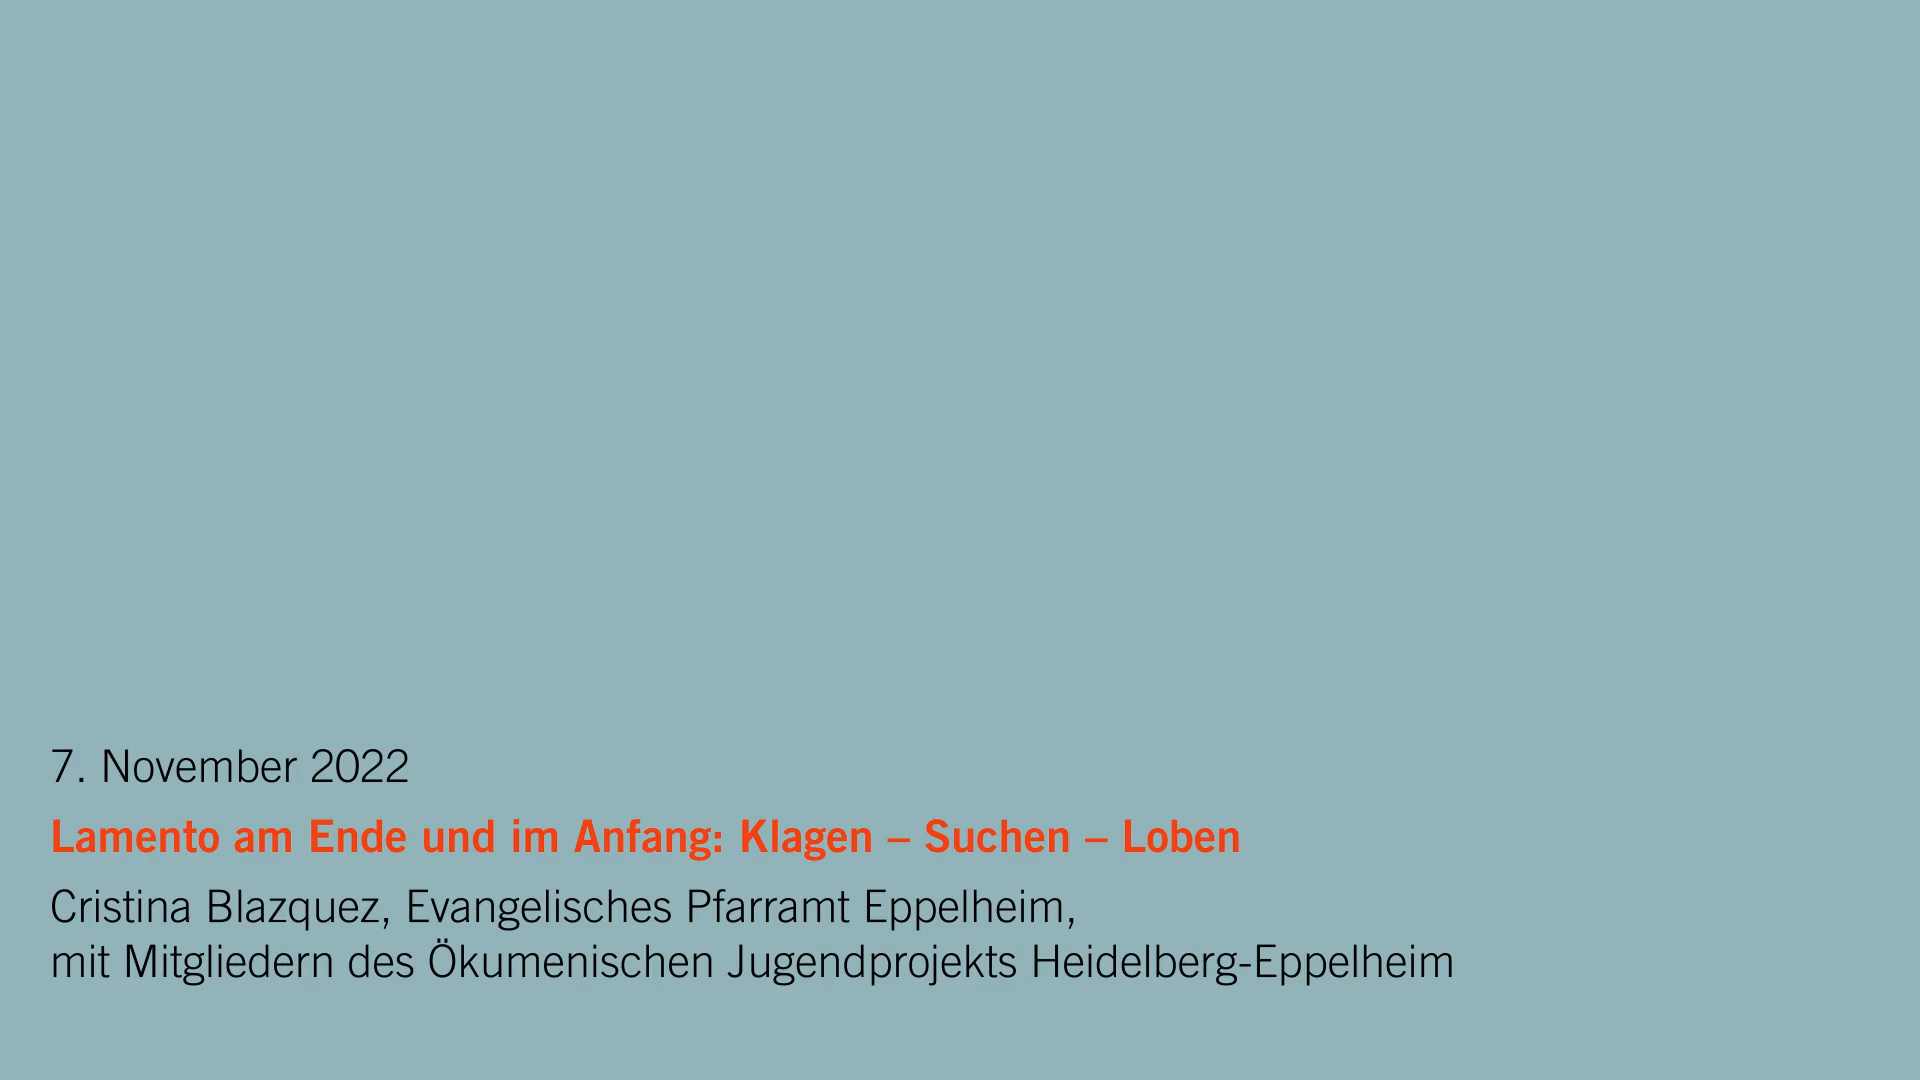 7. November 2022
Lamento am Ende und im Anfang: Klagen – Suchen – Loben
Cristina Blazquez, Evangelisches Pfarramt Eppelheim,
mit Mitgliedern des Ökumenischen Jugendprojekts Heidelberg-Eppelheim